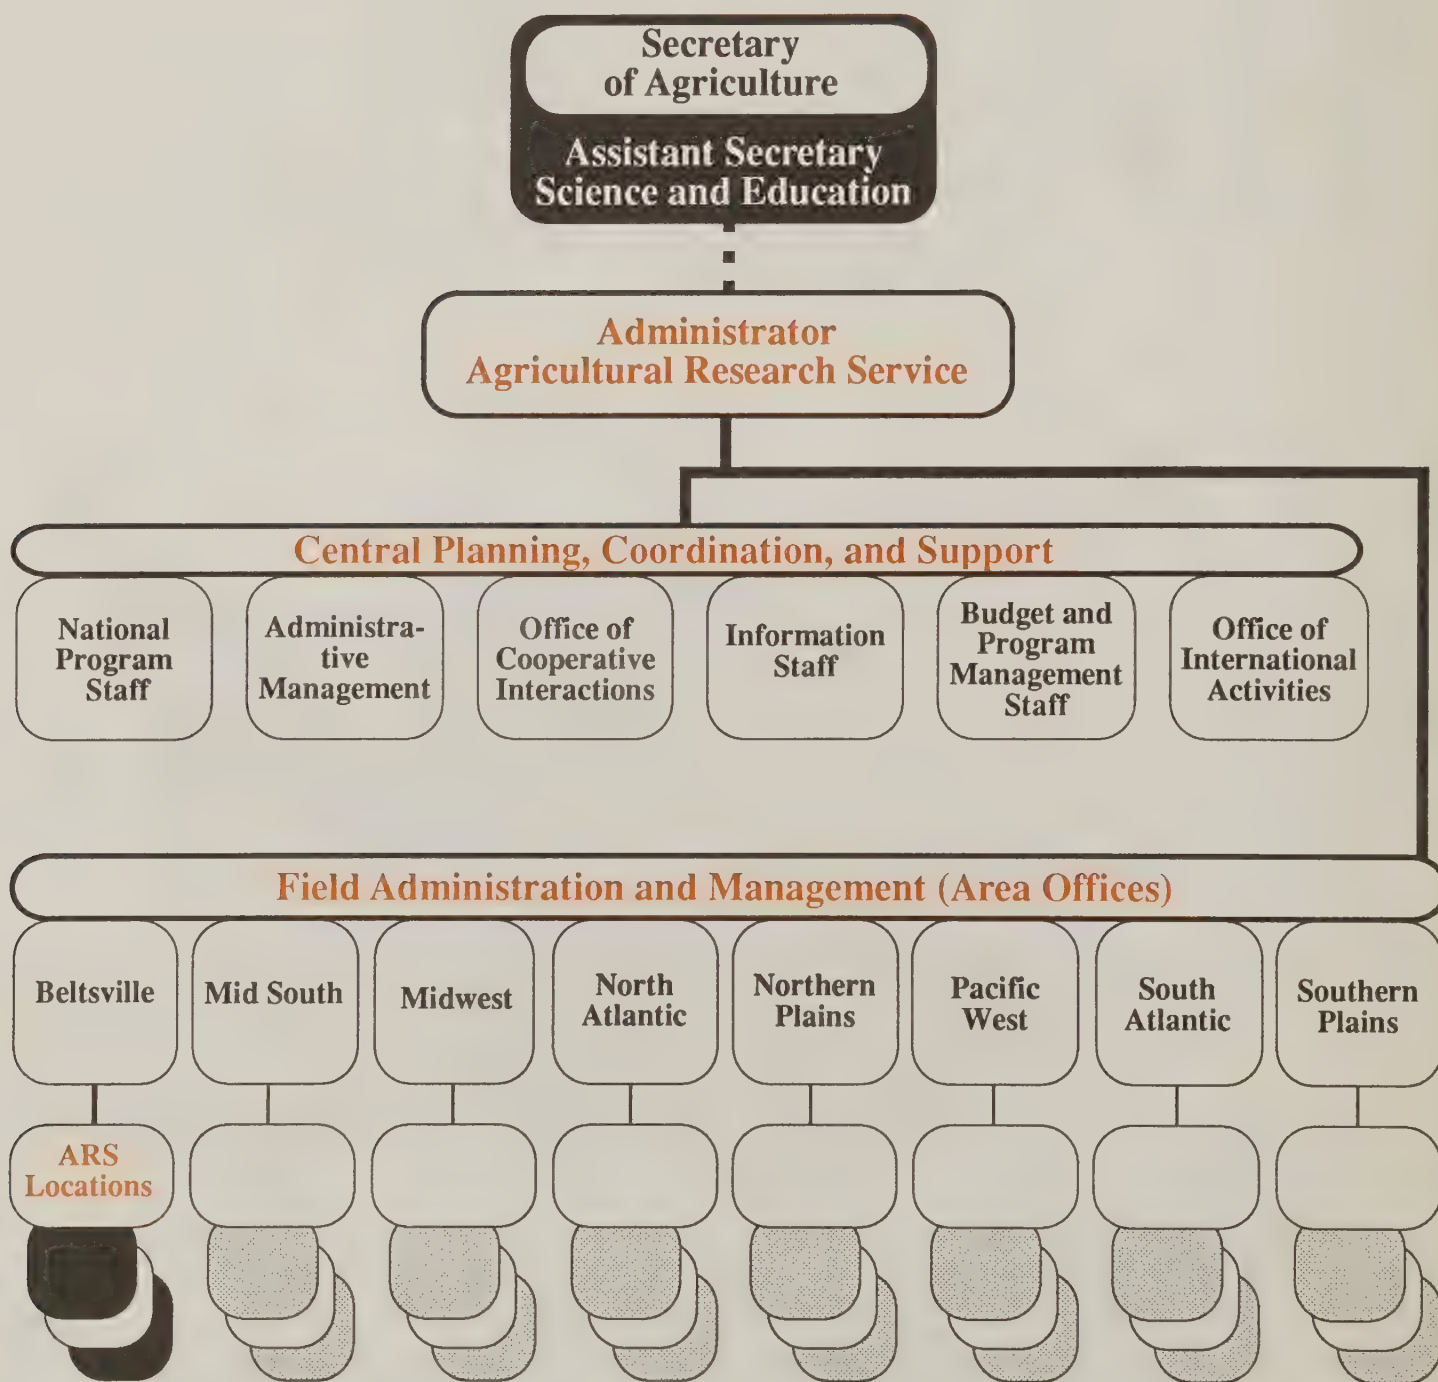 Secretary
of Agriculture
Assistant Secretary
Science and Education
Administrator
Agricultural Research Service
Central Planning, Coordination, and Support
National
Program
Staff
Administra-
tive
Management
Office of
Cooperative
Interactions
Information
Staff
Budget and
Program
Management
Staff
Office of
International
Activities
Field Administration and Management (Area Offices)
Beltsville
Mid South
Midwest
North
Atlantic
Northern
Plains
Pacific
West
South
Atlantic
Southern
Plains
ARS
Locations